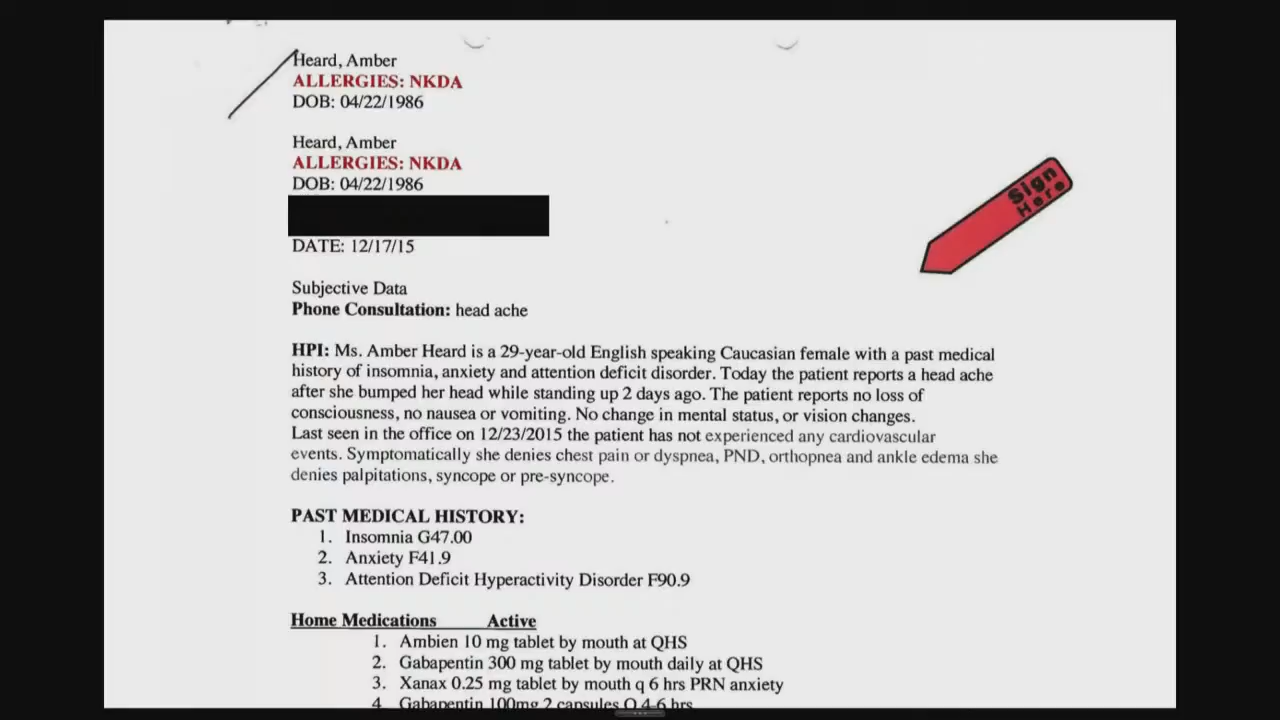 Heard, Amber
ALLERGIES: NKDA
DOB: 04/22/1986
Heard, Amber
ALLERGIES: NKDA
DOB: 04/22/1986
DATE: 12/17/15
Sign
Here
Subjective Data
Phone Consultation: head ache
HPI: Ms. Amber Heard is a 29-year-old English speaking Caucasian female with a past medical
history of insomnia, anxiety and attention deficit disorder. Today the patient reports a head ache
after she bumped her head while standing up 2 days ago. The patient reports no loss of
consciousness, no nausea or vomiting. No change in mental status, or vision changes.
Last seen in the office on 12/23/2015 the patient has not experienced any cardiovascular
events. Symptomatically she denies chest pain or dyspnea, PND, orthopnea and ankle edema she
denies palpitations, syncope or pre-syncope.
PAST MEDICAL HISTORY:
1. Insomnia G47.00
2. Anxiety F41.9
3. Attention Deficit Hyperactivity Disorder F90.9
Home Medications Active
1. Ambien 10 mg tablet by mouth at QHS
2. Gabapentin 300 mg tablet by mouth daily at QHS
3. Xanax 0.25 mg tablet by mouth q 6 hrs PRN anxiety
4 Gabapentin 100mg 2 capsules Q 4-6 hrs